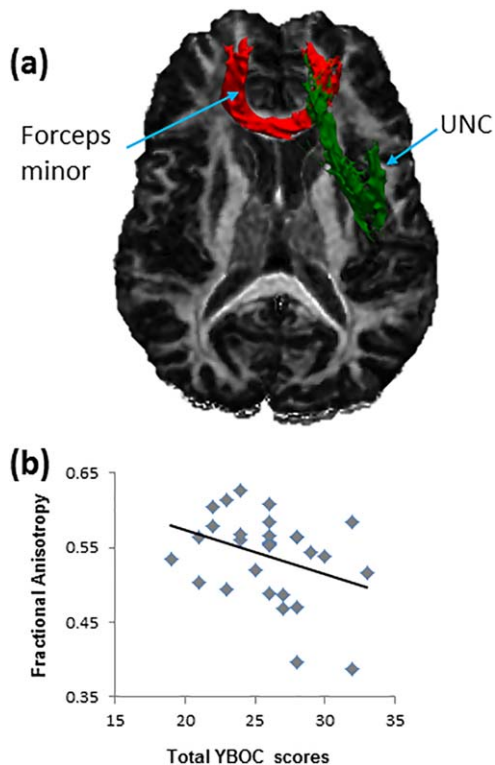 (a)
Forceps
minor
UNC
(b)
Fractional Anisotropy
0.65
0.55
0.45
0.35
15 20 25 30 35
Total YBOC scores